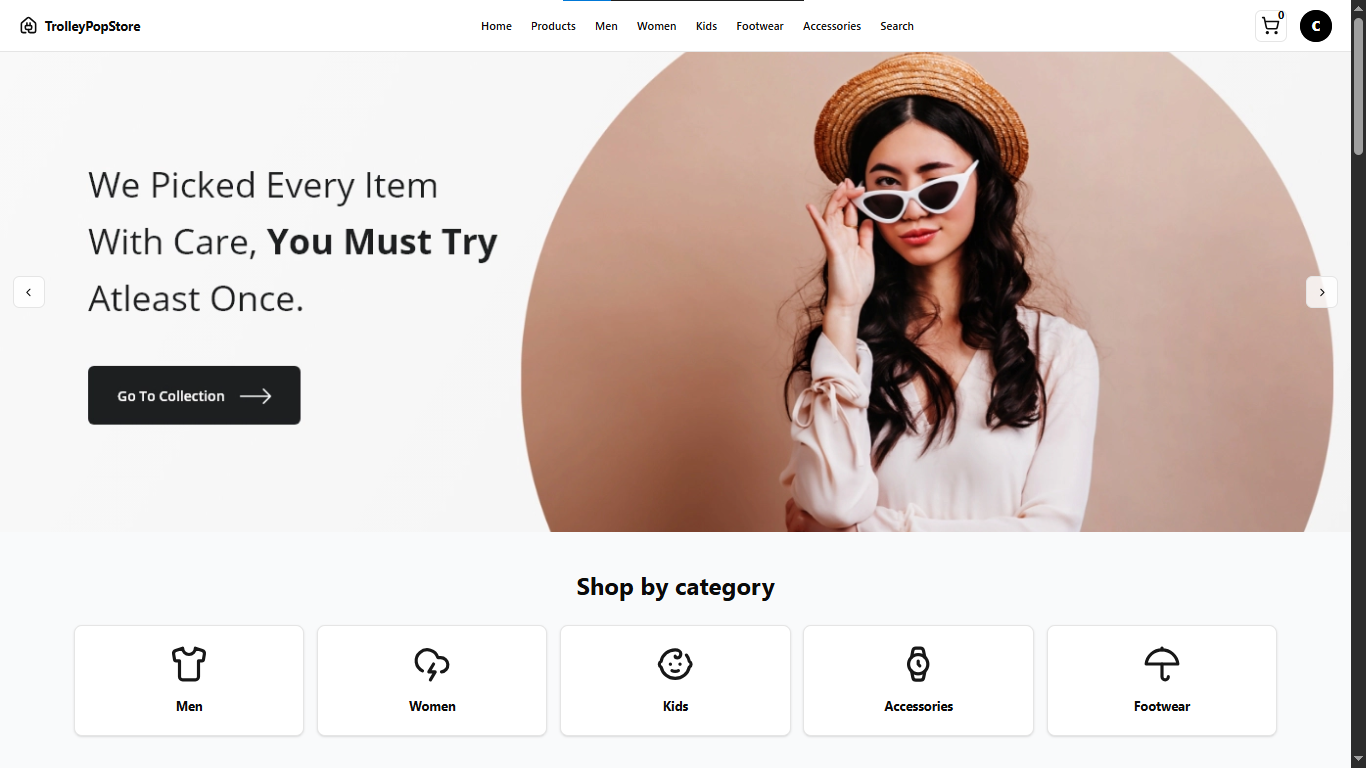 TrolleyPopStore
Home
Products
Men
Women
Kids
Footwear
Accessories
Search
0
C
We Picked Every Item
With Care, You Must Try
Atleast Once.
Go To Collection
Shop by category
Men
Women
Kids
Accessories
Footwear